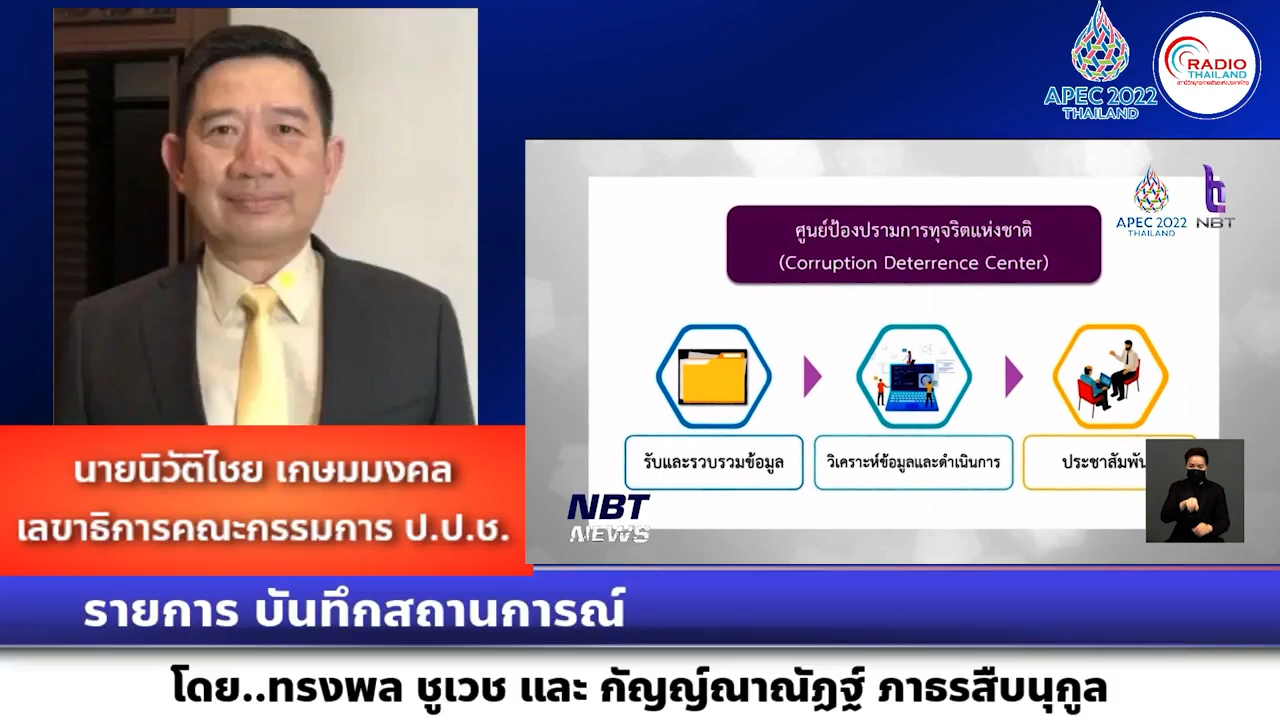 APEC 2022
THAILAND
RADIO
THAILAND
APEC 2022
THAILAND
NBT
ศูนย์ป้องปรามการทุจริตแห่งชาติ
(Corruption Deterrence Center)
รับและรวบรวมข้อมูล
วิเคราะห์ข้อมูลและดำเนินการ
ประชาสัมพัน
NBT
NEWS
นายนิวัติไชย เกษมมงคล
เลขาธิการคณะกรรมการ ป.ป.ช.
รายการ บันทึกสถานการณ์
โดย..ทรงพล ชูเวช และ กัญญ์ณาณัฏฐ์ ภาธรสืบนุกูล